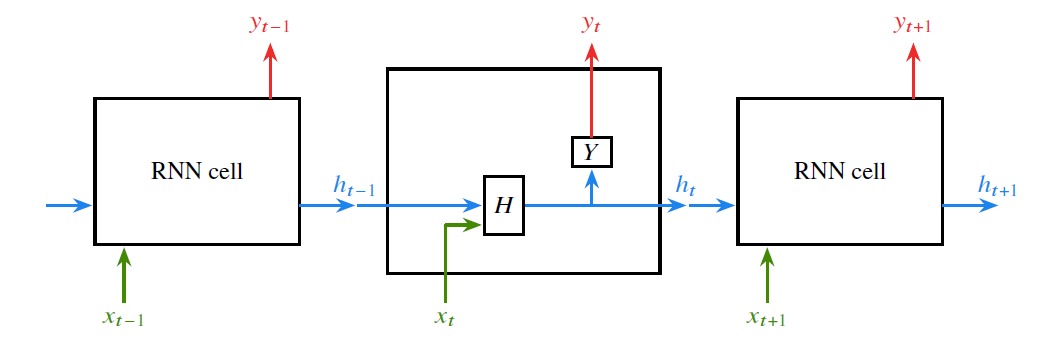 y_{t−1} y_t y_{t+1}
Y
RNN cell RNN cell
h_{t−1} h_t h_{t+1}
H
x_{t−1} x_t x_{t+1}